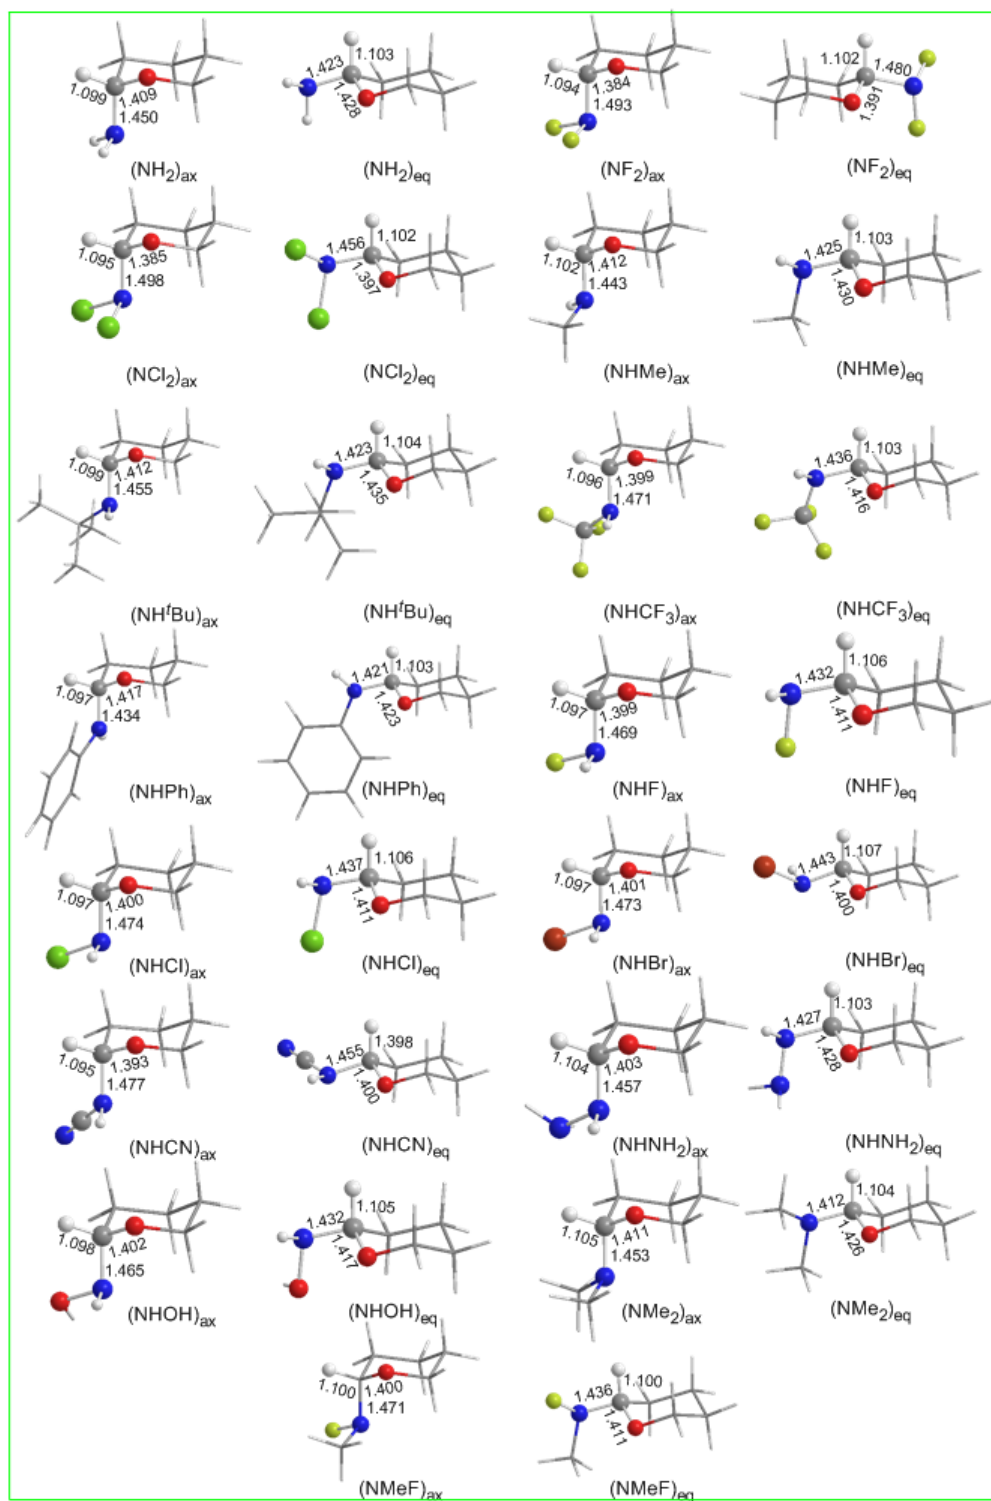 1.099 1.409 1.450
(NH₂)ax
1.423 1.103 1.428
(NH₂)eq
1.094 1.384 1.493
(NF₂)ax
1.102 1.480 1.391
(NF₂)eq
1.095 1.385 1.498
(NCl₂)ax
1.456 1.102 1.397
(NCl₂)eq
1.102 1.412 1.443
(NHMe)ax
1.425 1.103 1.430
(NHMe)eq
1.099 1.412 1.455
(NHᵗBu)ax
1.423 1.104 1.435
(NHᵗBu)eq
1.096 1.399 1.471
(NHCF₃)ax
1.436 1.103 1.416
(NHCF₃)eq
1.097 1.417 1.434
(NHPh)ax
1.421 1.103 1.423
(NHPh)eq
1.097 1.399 1.469
(NHF)ax
1.432 1.106 1.411
(NHF)eq
1.097 1.400 1.474
(NHCl)ax
1.437 1.106 1.411
(NHCl)eq
1.097 1.401 1.473
(NHBr)ax
1.443 1.107 1.400
(NHBr)eq
1.095 1.393 1.477
(NHCN)ax
1.455 1.398 1.400
(NHCN)eq
1.104 1.403 1.457
(NHNH₂)ax
1.427 1.103 1.428
(NHNH₂)eq
1.098 1.402 1.465
(NHOH)ax
1.432 1.105 1.417
(NHOH)eq
1.105 1.411 1.453
(NMe₂)ax
1.412 1.104 1.426
(NMe₂)eq
1.100 1.400 1.471
(NMeF)ax
1.436 1.100 1.411
(NMeF)eq